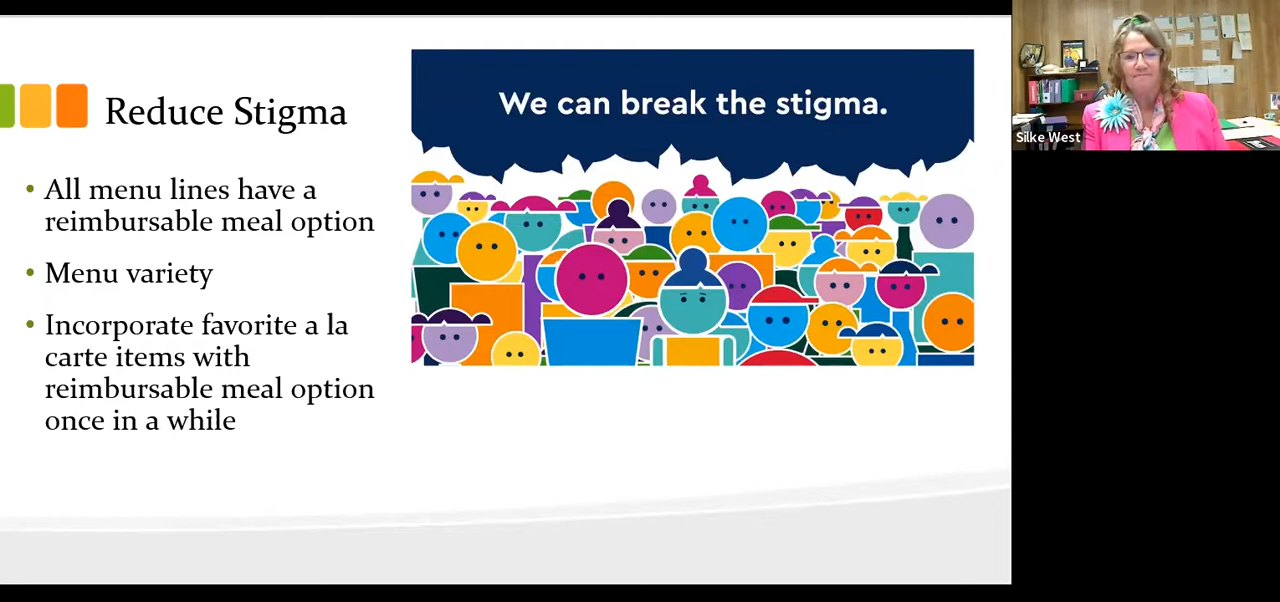 Reduce Stigma
• All menu lines have a
reimbursable meal option
• Menu variety
• Incorporate favorite a la
carte items with
reimbursable meal option
once in a while
We can break the stigma.
Silke West